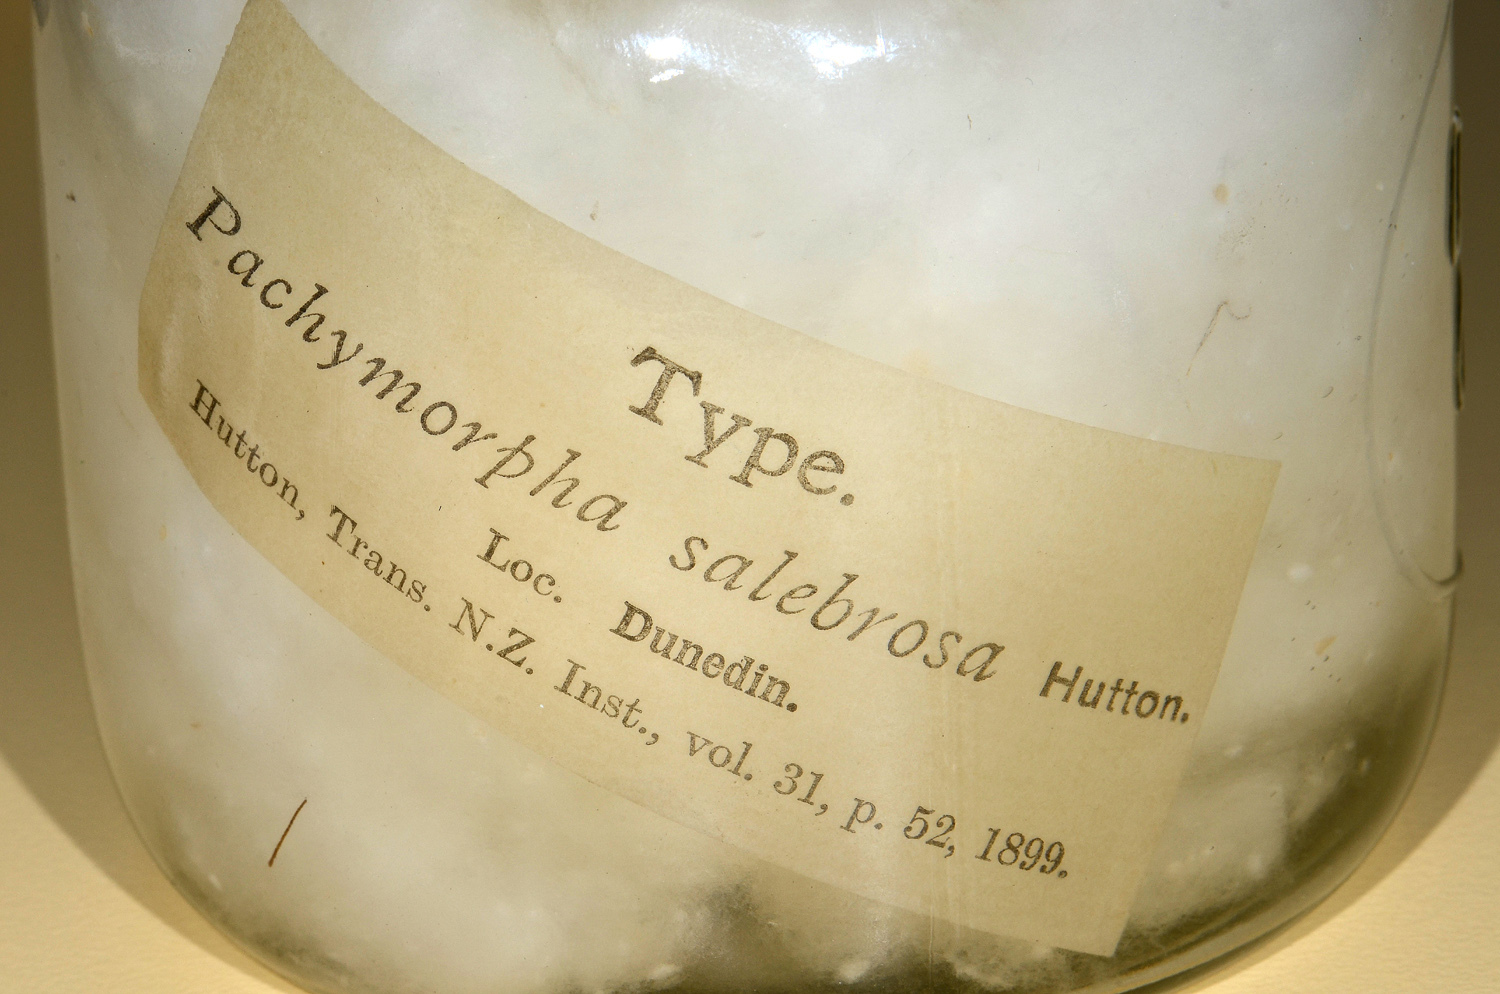 Type.
Pachymorpha salebrosa Hutton.
Loc. Dunedin.
Hutton, Trans. N.Z. Inst., vol. 31, p. 52, 1899.